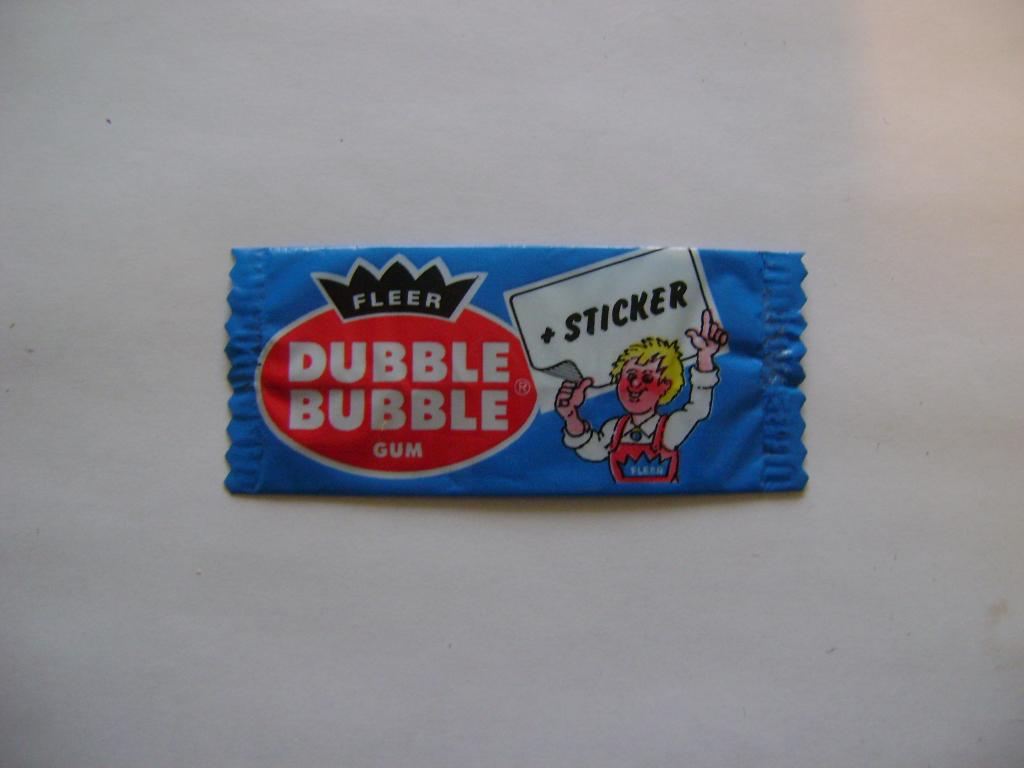 FLEER
DUBBLE
BUBBLE®
GUM
+ STICKER
FLEER